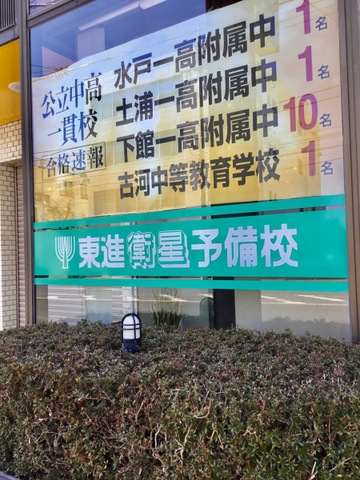 公立中高
一貫校
合格速報
水戸一高附属中 1名
土浦一高附属中 1名
下館一高附属中 10名
古河中等教育学校 1名
東進衛星予備校